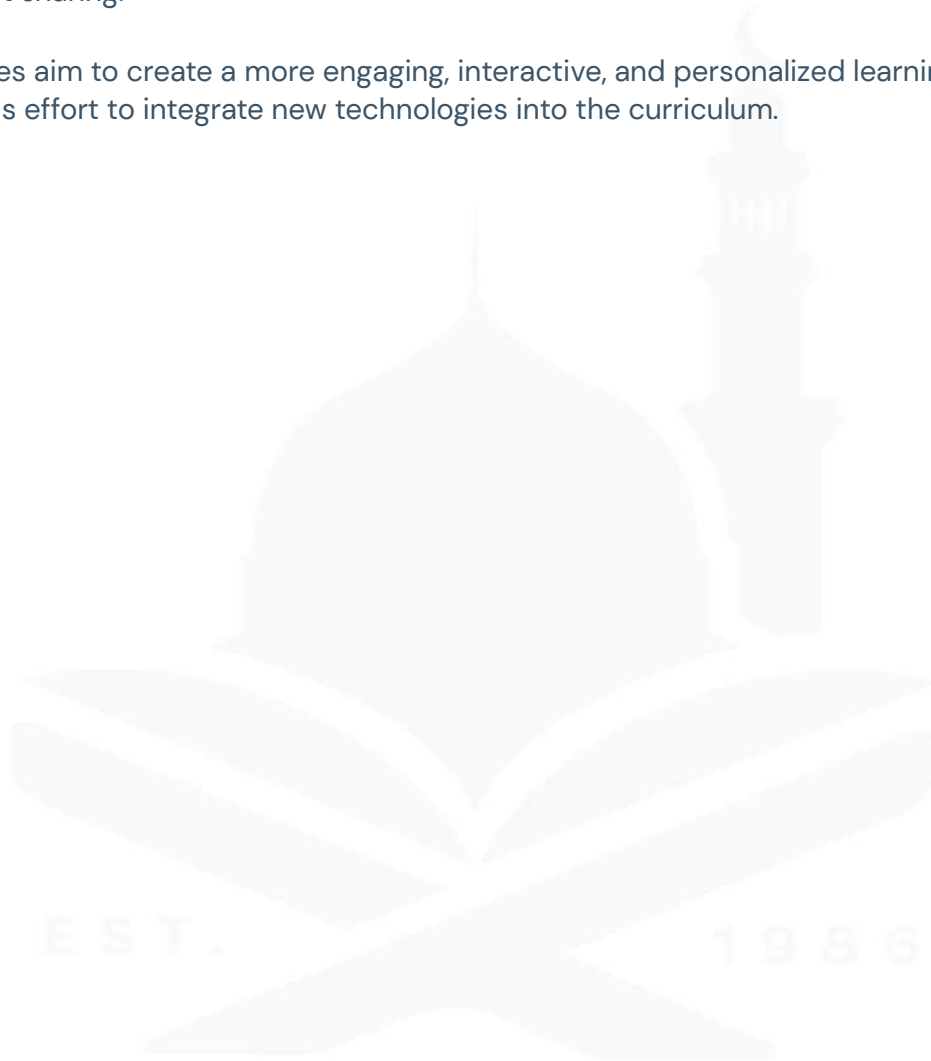 es aim to create a more engaging, interactive, and personalized
s effort to integrate new technologies into the curriculum.
EST. 1986